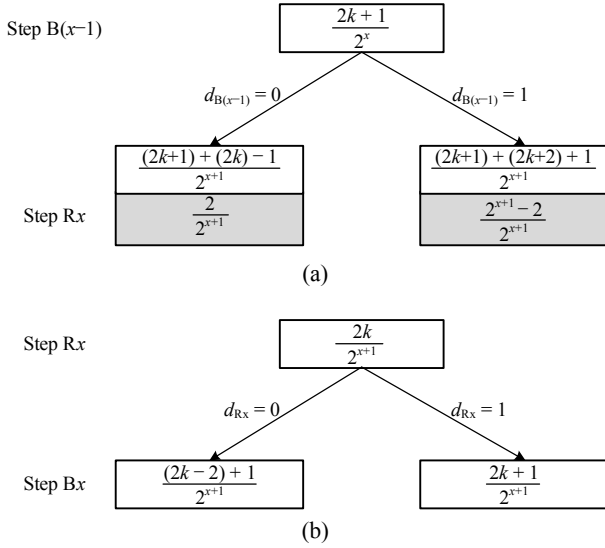 Step B(x−1)
2k + 1
2^x
d_B(x−1) = 0
d_B(x−1) = 1
(2k+1) + (2k) − 1
2^{x+1}
(2k+1) + (2k+2) + 1
2^{x+1}
Step Rx
2
2^{x+1}
2^{x+1} − 2
2^{x+1}
(a)
Step Rx
2k
2^{x+1}
d_Rx = 0
d_Rx = 1
Step Bx
(2k − 2) + 1
2^{x+1}
2k + 1
2^{x+1}
(b)